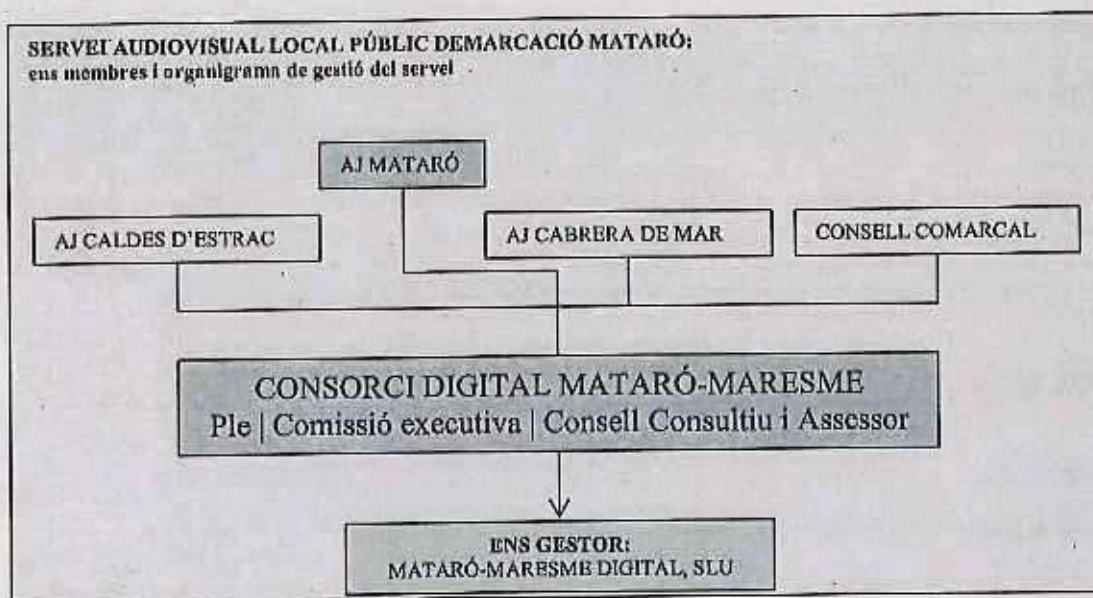 SERVEI AUDIOVISUAL LOCAL PÚBLIC DEMARCACIÓ MATARÓ:
ens membres i organigrama de gestió del servei
AJ MATARÓ
AJ CALDES D'ESTRAC
AJ CABRERA DE MAR
CONSELL COMARCAL
CONSORCI DIGITAL MATARÓ-MARESME
Ple | Comissió executiva | Consell Consultiu i Assessor
ENS GESTOR:
MATARÓ-MARESME DIGITAL, SLU